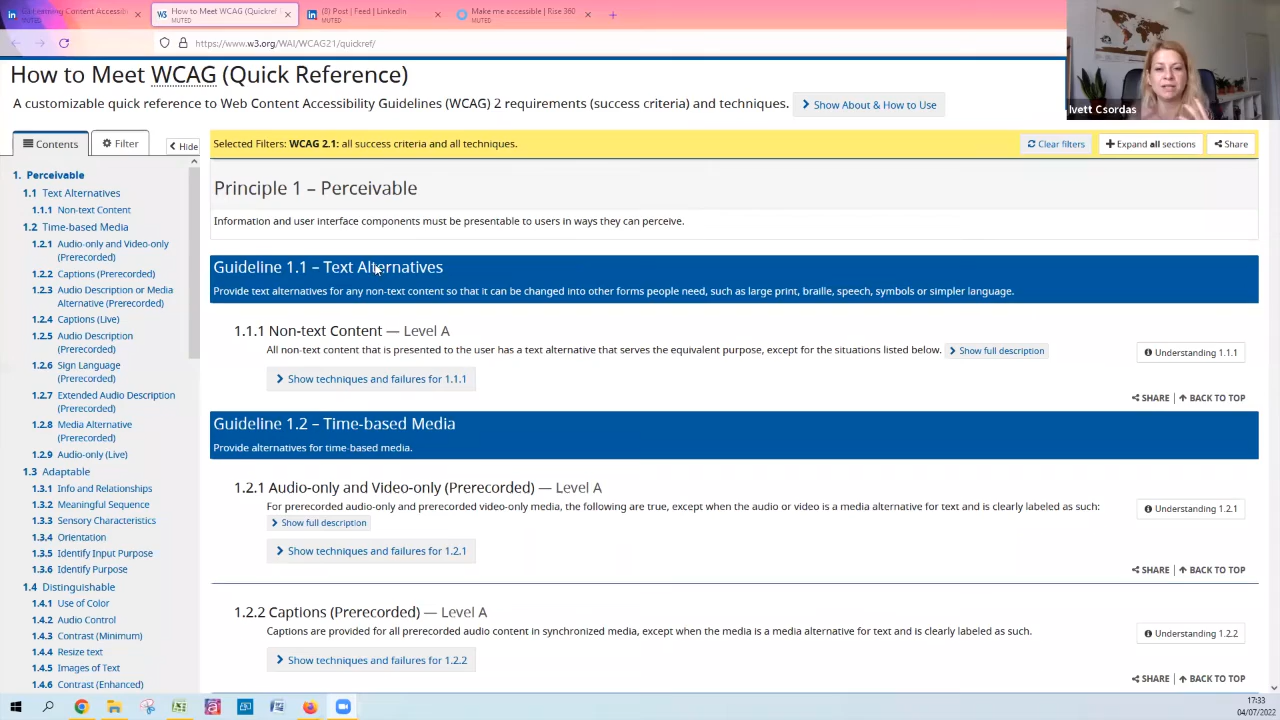 Learning Content Accessib
MUTED
How to Meet WCAG (Quickref
MUTED
(8) Post | Feed | LinkedIn
MUTED
Make me accessible | Rise 360
MUTED
https://www.w3.org/WAI/WCAG21/quickref/
Ivett Csordas
How to Meet WCAG (Quick Reference)
A customizable quick reference to Web Content Accessibility Guidelines (WCAG) 2 requirements (success criteria) and techniques.
Show About & How to Use
Contents
Filter
Hide
Selected Filters: WCAG 2.1: all success criteria and all techniques.
Clear filters
Expand all sections
Share
1. Perceivable
1.1 Text Alternatives
1.1.1 Non-text Content
1.2 Time-based Media
1.2.1 Audio-only and Video-only
(Prerecorded)
1.2.2 Captions (Prerecorded)
1.2.3 Audio Description or Media
Alternative (Prerecorded)
1.2.4 Captions (Live)
1.2.5 Audio Description
(Prerecorded)
1.2.6 Sign Language
(Prerecorded)
1.2.7 Extended Audio Description
(Prerecorded)
1.2.8 Media Alternative
(Prerecorded)
1.2.9 Audio-only (Live)
1.3 Adaptable
1.3.1 Info and Relationships
1.3.2 Meaningful Sequence
1.3.3 Sensory Characteristics
1.3.4 Orientation
1.3.5 Identify Input Purpose
1.3.6 Identify Purpose
1.4 Distinguishable
1.4.1 Use of Color
1.4.2 Audio Control
1.4.3 Contrast (Minimum)
1.4.4 Resize text
1.4.5 Images of Text
1.4.6 Contrast (Enhanced)
Principle 1 – Perceivable
Information and user interface components must be presentable to users in ways they can perceive.
Guideline 1.1 – Text Alternatives
Provide text alternatives for any non-text content so that it can be changed into other forms people need, such as large print, braille, speech, symbols or simpler language.
1.1.1 Non-text Content — Level A
All non-text content that is presented to the user has a text alternative that serves the equivalent purpose, except for the situations listed below. Show full description
Understanding 1.1.1
Show techniques and failures for 1.1.1
SHARE | BACK TO TOP
Guideline 1.2 – Time-based Media
Provide alternatives for time-based media.
1.2.1 Audio-only and Video-only (Prerecorded) — Level A
For prerecorded audio-only and prerecorded video-only media, the following are true, except when the audio or video is a media alternative for text and is clearly labeled as such:
Show full description
Understanding 1.2.1
Show techniques and failures for 1.2.1
SHARE | BACK TO TOP
1.2.2 Captions (Prerecorded) — Level A
Captions are provided for all prerecorded audio content in synchronized media, except when the media is a media alternative for text and is clearly labeled as such.
Understanding 1.2.2
Show techniques and failures for 1.2.2
SHARE | BACK TO TOP
17:33
04/07/2022